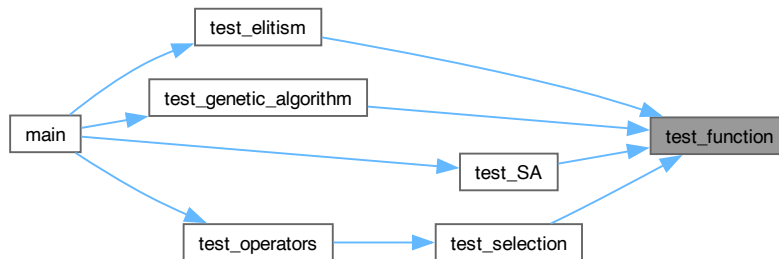 test_elitism
test_genetic_algorithm
main
test_function
test_SA
test_operators
test_selection